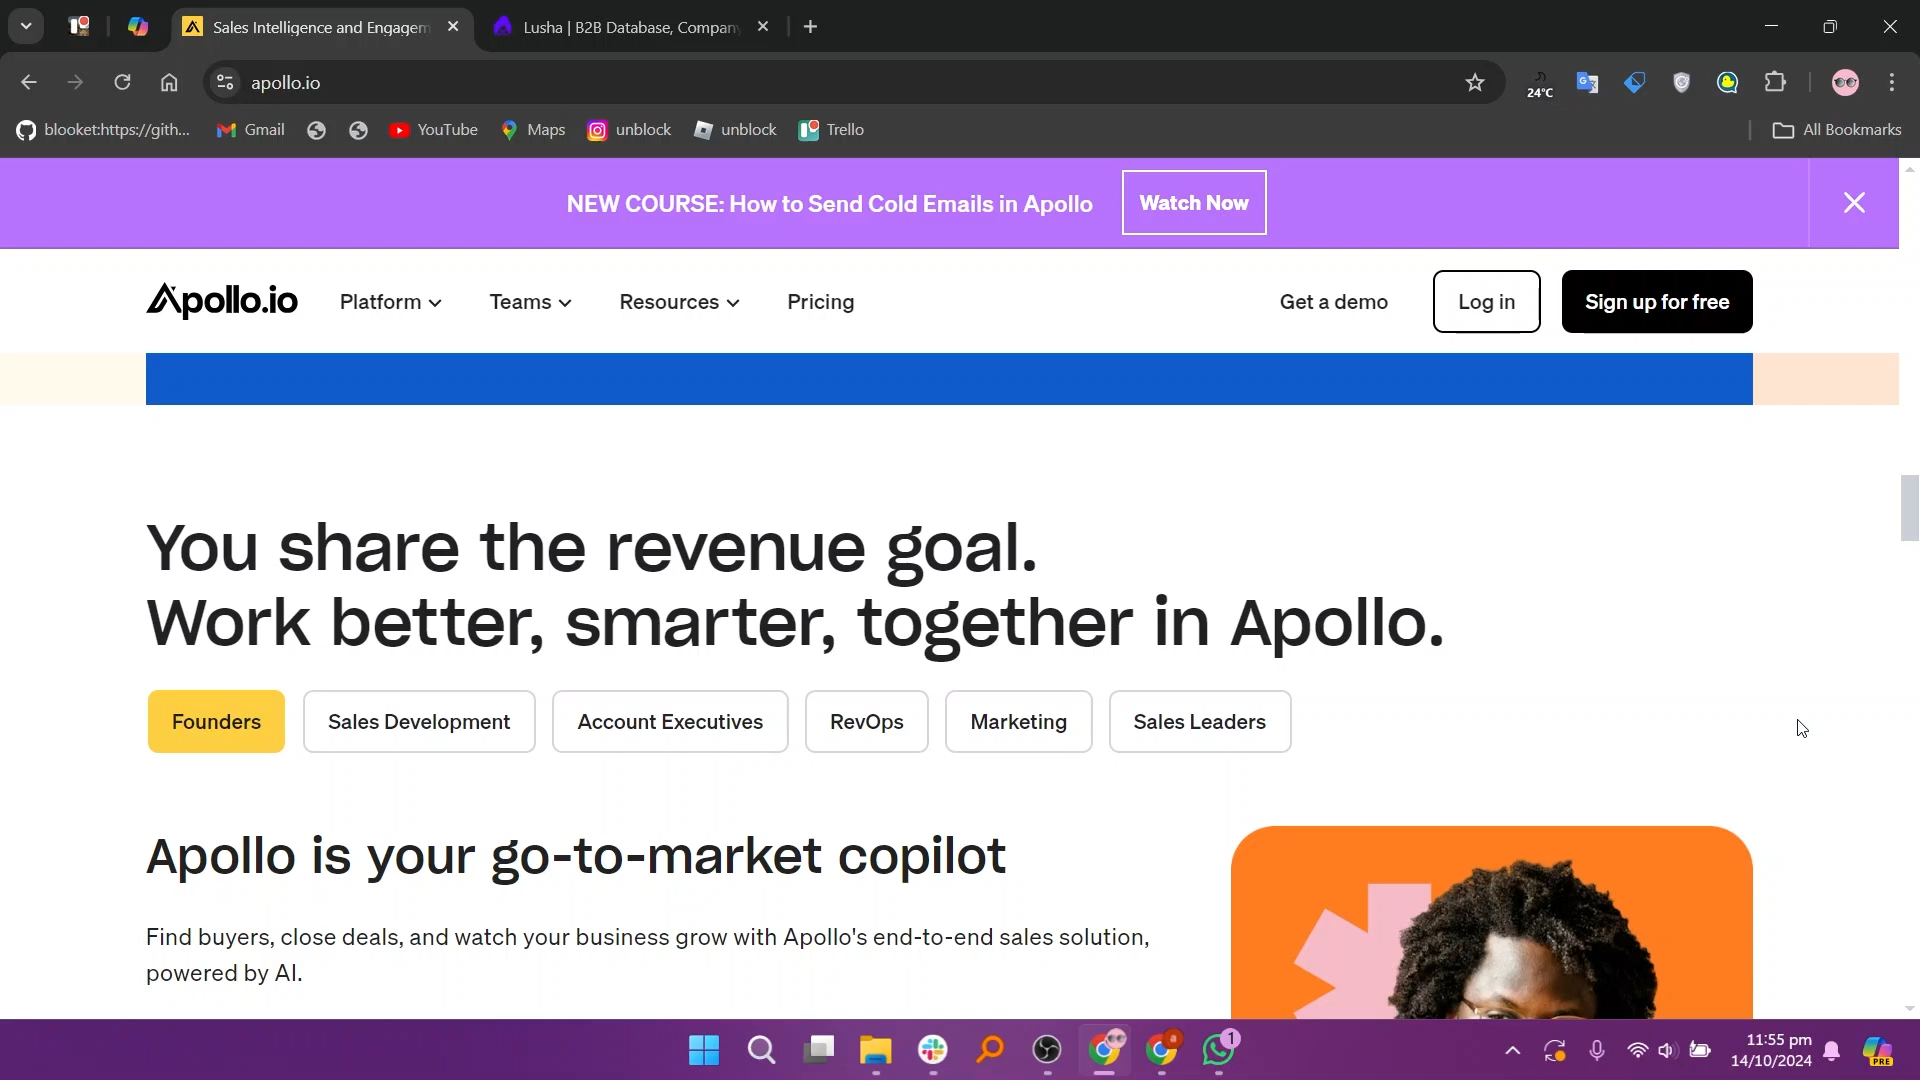 Sales Intelligence and Engagem
Lusha | B2B Database, Company
apollo.io
24°C
blooket:https://gith...
Gmail
YouTube
Maps
unblock
unblock
Trello
All Bookmarks
NEW COURSE: How to Send Cold Emails in Apollo
Watch Now
Apollo.io
Platform
Teams
Resources
Pricing
Get a demo
Log in
Sign up for free
You share the revenue goal.
Work better, smarter, together in Apollo.
Founders
Sales Development
Account Executives
RevOps
Marketing
Sales Leaders
Apollo is your go-to-market copilot
Find buyers, close deals, and watch your business grow with Apollo's end-to-end sales solution,
powered by AI.
1
11:55 pm
14/10/2024
PRE